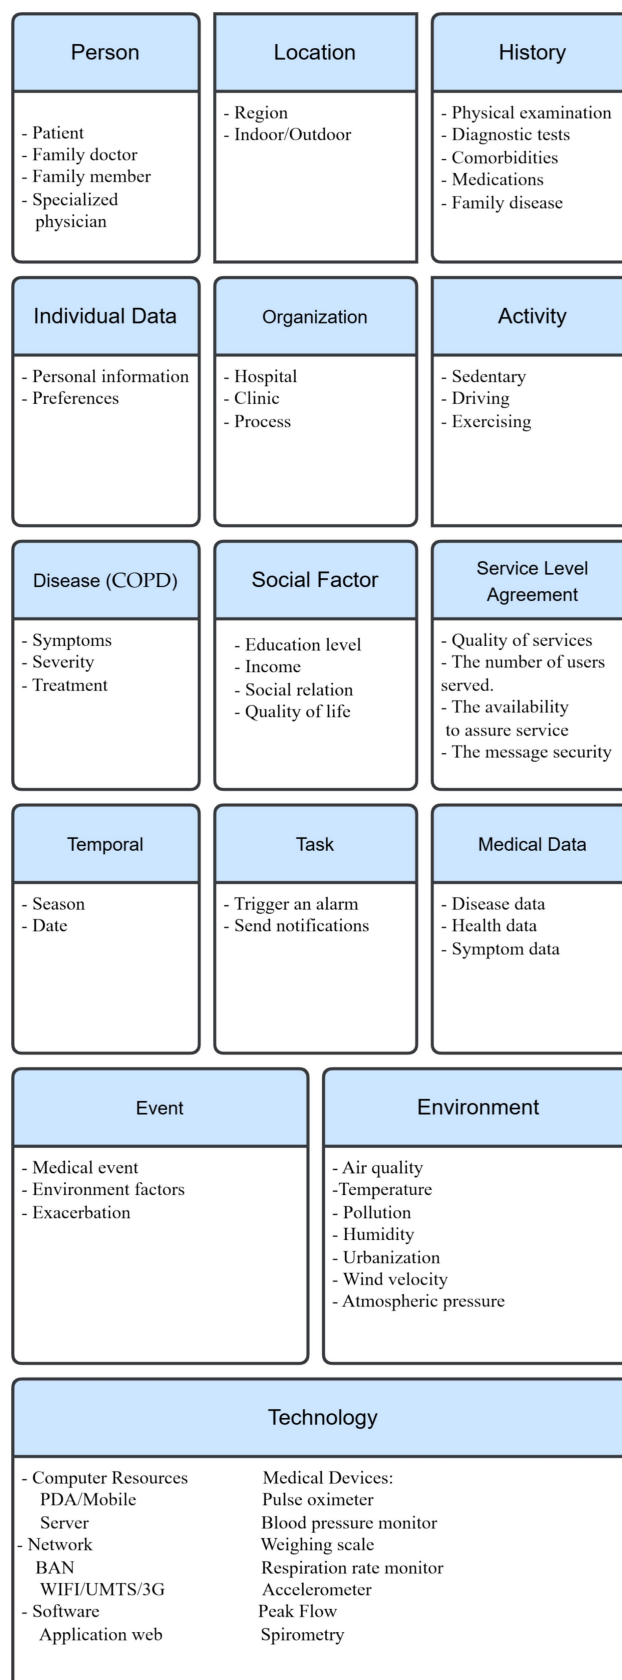 Person
- Patient
- Family doctor
- Family member
- Specialized
physician
Location
- Region
- Indoor/Outdoor
History
- Physical examination
- Diagnostic tests
- Comorbidities
- Medications
- Family disease
Individual Data
- Personal information
- Preferences
Organization
- Hospital
- Clinic
- Process
Activity
- Sedentary
- Driving
- Exercising
Disease (COPD)
- Symptoms
- Severity
- Treatment
Social Factor
- Education level
- Income
- Social relation
- Quality of life
Service Level
Agreement
- Quality of services
- The number of users
served.
- The availability
to assure service
- The message security
Temporal
- Season
- Date
Task
- Trigger an alarm
- Send notifications
Medical Data
- Disease data
- Health data
- Symptom data
Event
- Medical event
- Environment factors
- Exacerbation
Environment
- Air quality
-Temperature
- Pollution
- Humidity
- Urbanization
- Wind velocity
- Atmospheric pressure
Technology
- Computer Resources
PDA/Mobile
Server
- Network
BAN
WIFI/UMTS/3G
- Software
Application web
Medical Devices:
Pulse oximeter
Blood pressure monitor
Weighing scale
Respiration rate monitor
Accelerometer
Peak Flow
Spirometry